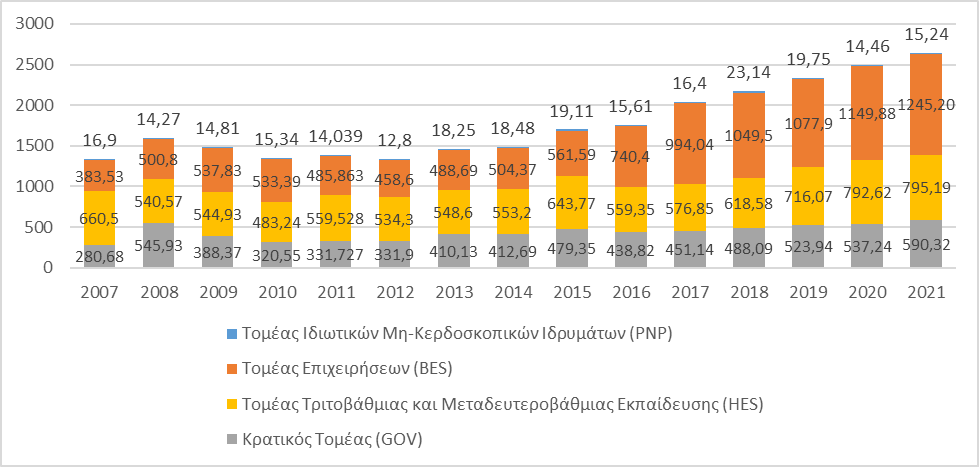 3000
2500
2000
1500
1000
500
0
16,9 14,27 14,81 15,34 14,039 12,8 18,25 18,48 19,11 15,61 16,4 23,14 19,75 14,46 15,24
383,53 500,8 537,83 533,39 485,863 458,6 488,69 504,37 561,59 740,4 994,04 1049,5 1077,9 1149,88 1245,20
660,5 540,57 544,93 483,24 559,528 534,3 548,6 553,2 643,77 559,35 576,85 618,58 716,07 792,62 795,19
280,68 545,93 388,37 320,55 331,727 331,9 410,13 412,69 479,35 438,82 451,14 488,09 523,94 537,24 590,32
2007 2008 2009 2010 2011 2012 2013 2014 2015 2016 2017 2018 2019 2020 2021
Τομέας Ιδιωτικών Μη-Κερδοσκοπικών Ιδρυμάτων (PNP)
Τομέας Επιχειρήσεων (BES)
Τομέας Τριτοβάθμιας και Μεταδευτεροβάθμιας Εκπαίδευσης (HES)
Κρατικός Τομέας (GOV)